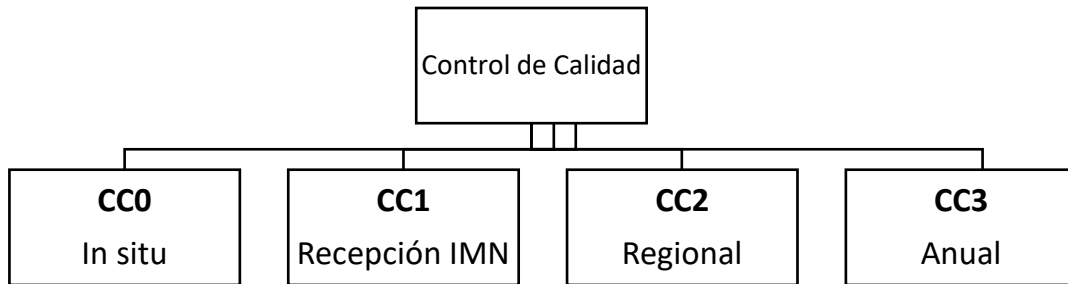 Control de Calidad
CC0
In situ
CC1
Recepción IMN
CC2
Regional
CC3
Anual